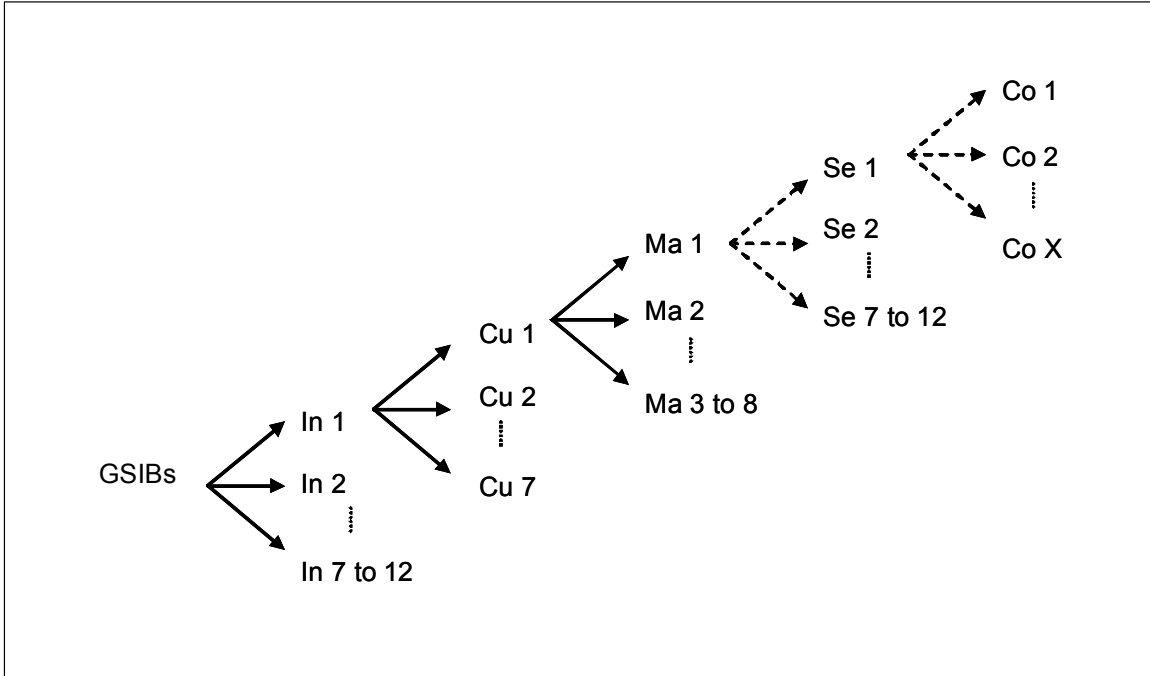 GSIBs
In 1
In 2
In 7 to 12
Cu 1
Cu 2
Cu 7
Ma 1
Ma 2
Ma 3 to 8
Se 1
Se 2
Se 7 to 12
Co 1
Co 2
Co X